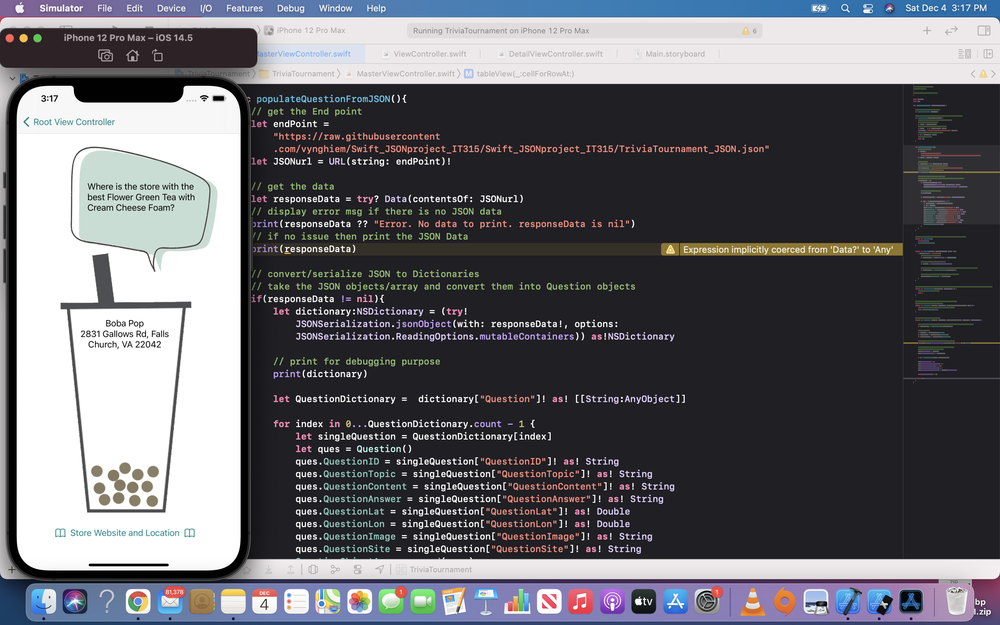 Simulator File Edit Device I/O Features Debug Window Help Sat Dec 4 3:17 PM
iPhone 12 Pro Max – iOS 14.5
iPhone 12 Pro Max
Running TriviaTournament on iPhone 12 Pro Max
6
MasterViewController.swift ViewController.swift DetailViewController.swift Main.storyboard
TriviaTournament TriviaTournament MasterViewController.swift M tableView(_:cellForRowAt:)
3:17
Root View Controller
Where is the store with the
best Flower Green Tea with
Cream Cheese Foam?
Boba Pop
2831 Gallows Rd, Falls
Church, VA 22042
Store Website and Location
populateQuestionFromJSON(){
// get the End point
let endPoint =
"https://raw.githubusercontent
.com/vynghiem/Swift_JSONproject_IT315/Swift_JSONproject_IT315/TriviaTournament_JSON.json"
let JSONurl = URL(string: endPoint)!
// get the data
let responseData = try? Data(contentsOf: JSONurl)
// display error msg if there is no JSON data
print(responseData ?? "Error. No data to print. responseData is nil")
// if no issue then print the JSON Data
print(responseData)
Expression implicitly coerced from 'Data?' to 'Any'
// convert/serialize JSON to Dictionaries
// take the JSON objects/array and convert them into Question objects
if(responseData != nil){
let dictionary:NSDictionary = (try!
JSONSerialization.jsonObject(with: responseData!, options:
JSONSerialization.ReadingOptions.mutableContainers)) as!NSDictionary
// print for debugging purpose
print(dictionary)
let QuestionDictionary =  dictionary["Question"]! as! [[String:AnyObject]]
for index in 0...QuestionDictionary.count - 1 {
let singleQuestion = QuestionDictionary[index]
let ques = Question()
ques.QuestionID = singleQuestion["QuestionID"]! as! String
ques.QuestionTopic = singleQuestion["QuestionTopic"]! as! String
ques.QuestionContent = singleQuestion["QuestionContent"]! as! String
ques.QuestionAnswer = singleQuestion["QuestionAnswer"]! as! String
ques.QuestionLat = singleQuestion["QuestionLat"]! as! Double
ques.QuestionLon = singleQuestion["QuestionLon"]! as! Double
ques.QuestionImage = singleQuestion["QuestionImage"]! as! String
ques.QuestionSite = singleQuestion["QuestionSite"]! as! String
TriviaTournament
ZIP
81,378
DEC
4
280
1
PAGES
tv
1
bp
1.zip